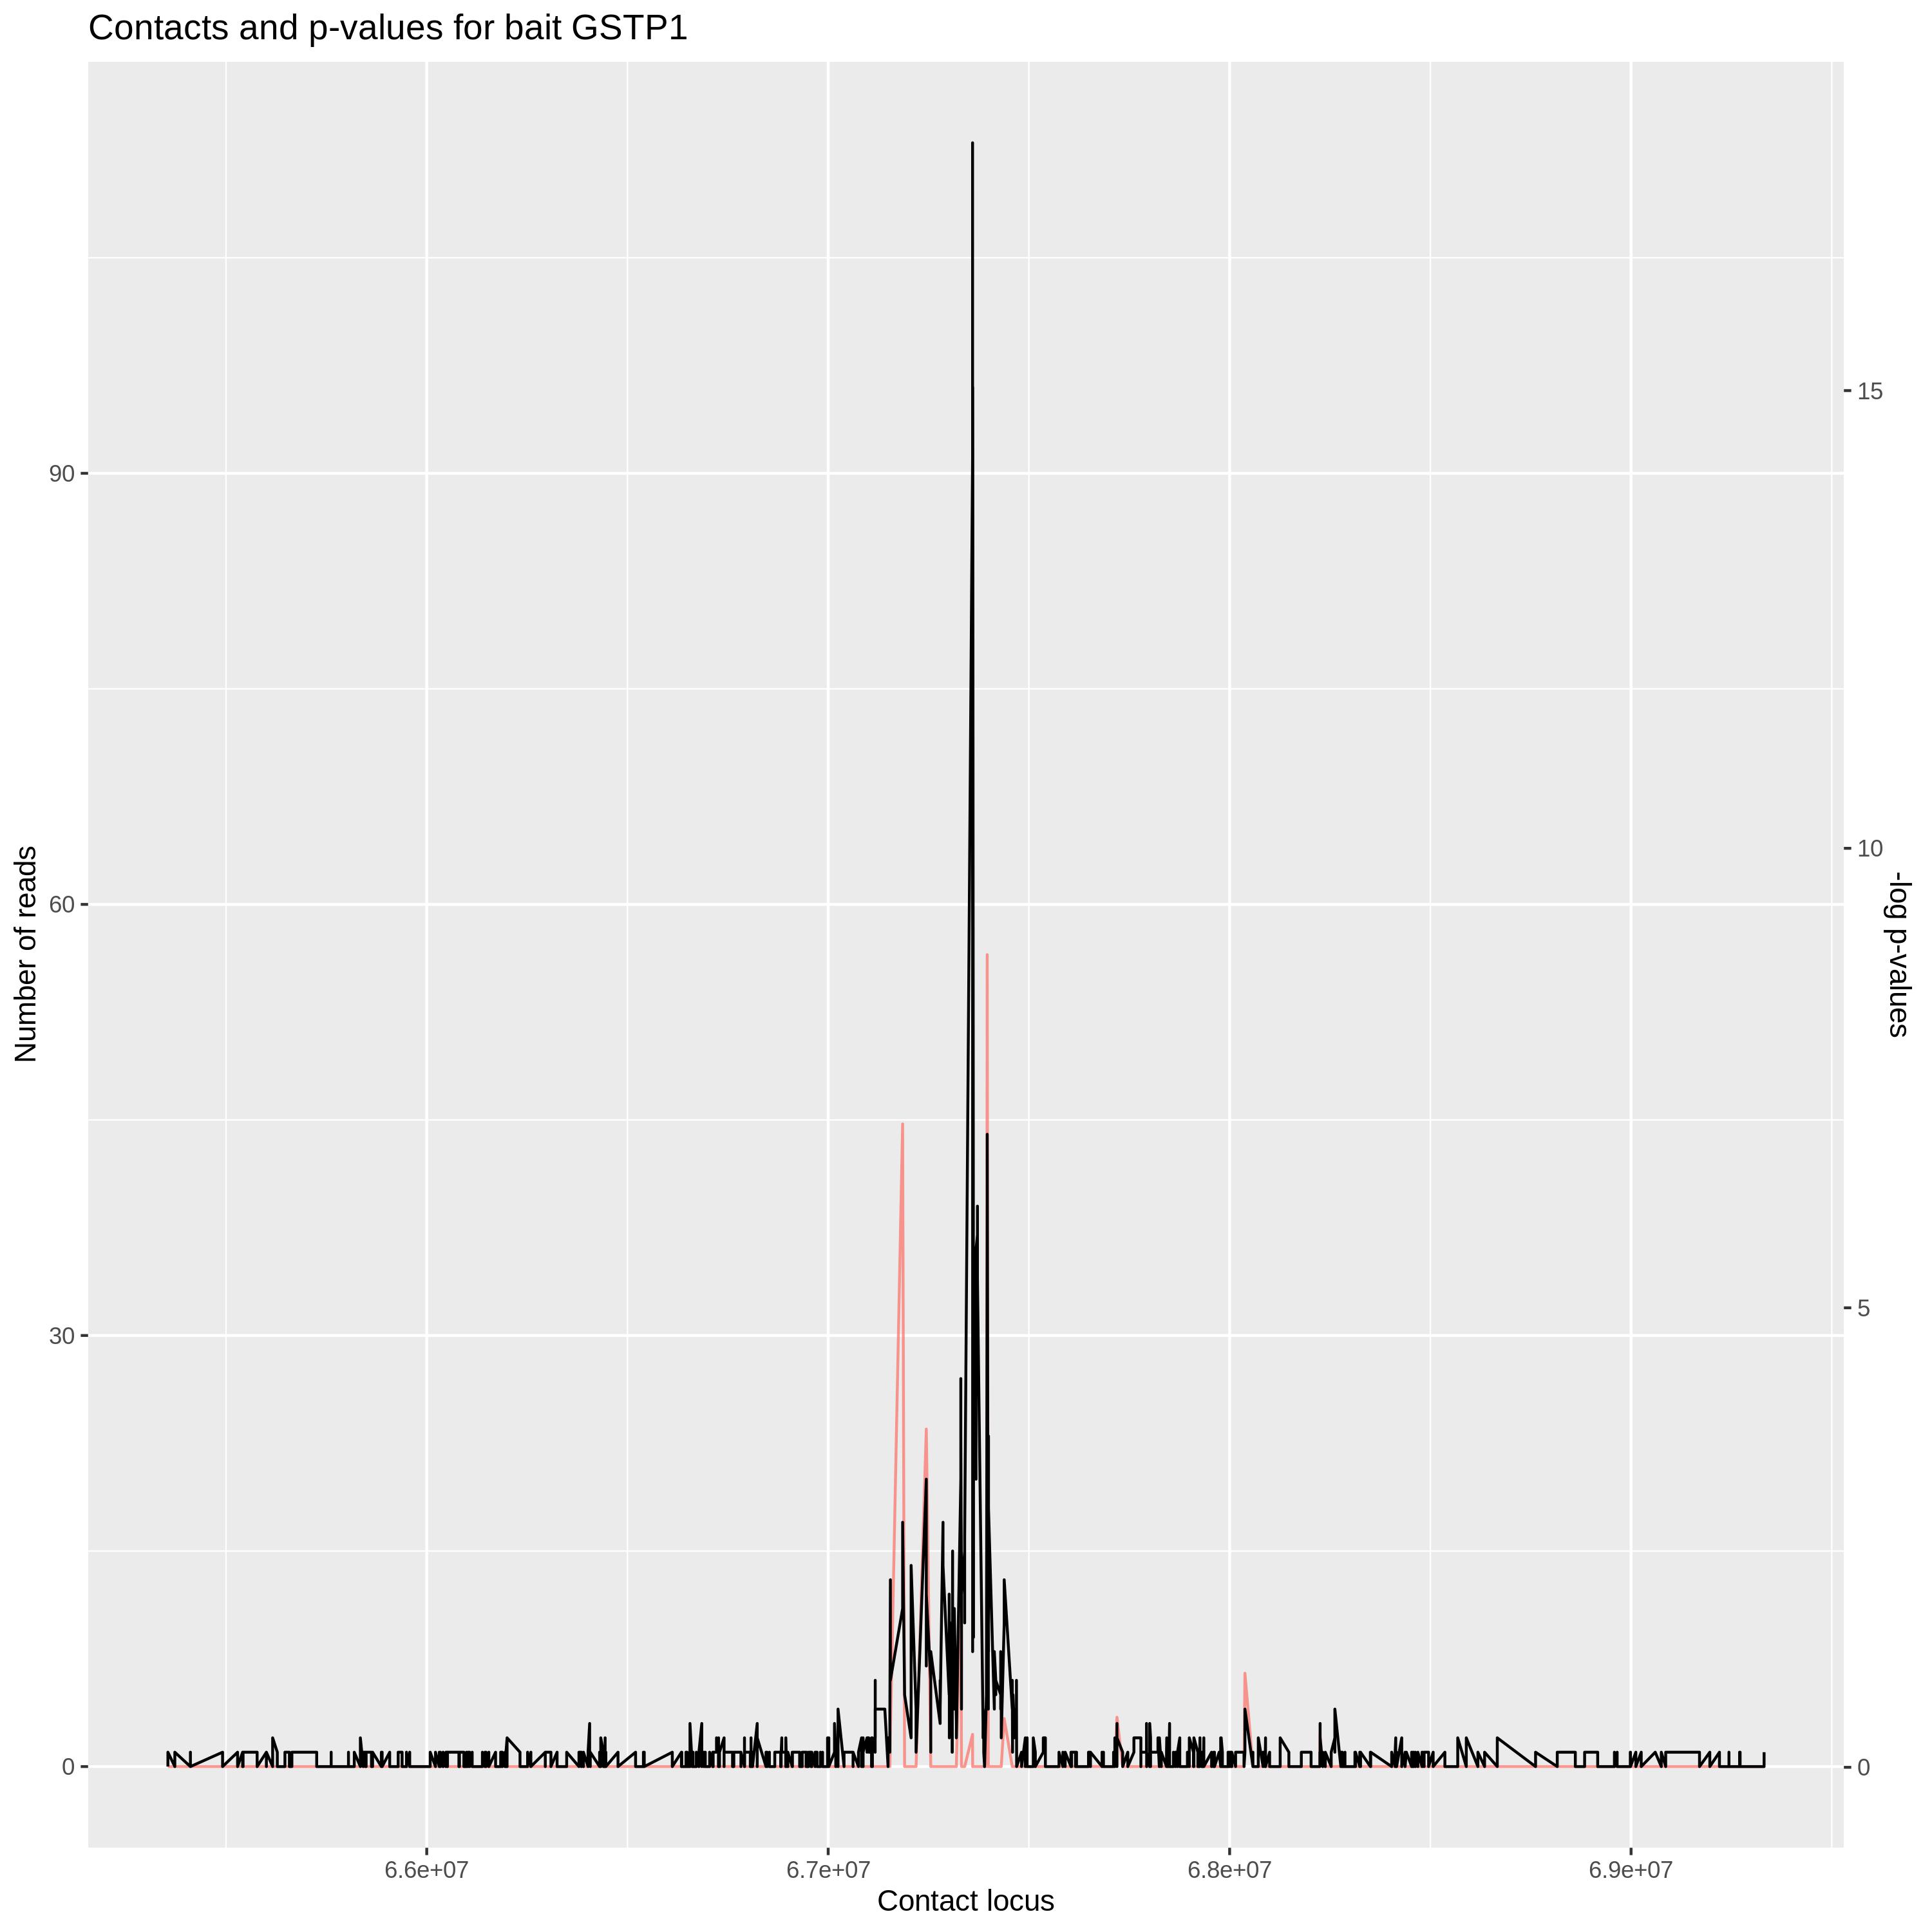 Contacts and p-values for bait GSTP1
Number of reads
90
60
30
0
15
10
5
0
-log p-values
6.6e+07 6.7e+07 6.8e+07 6.9e+07
Contact locus